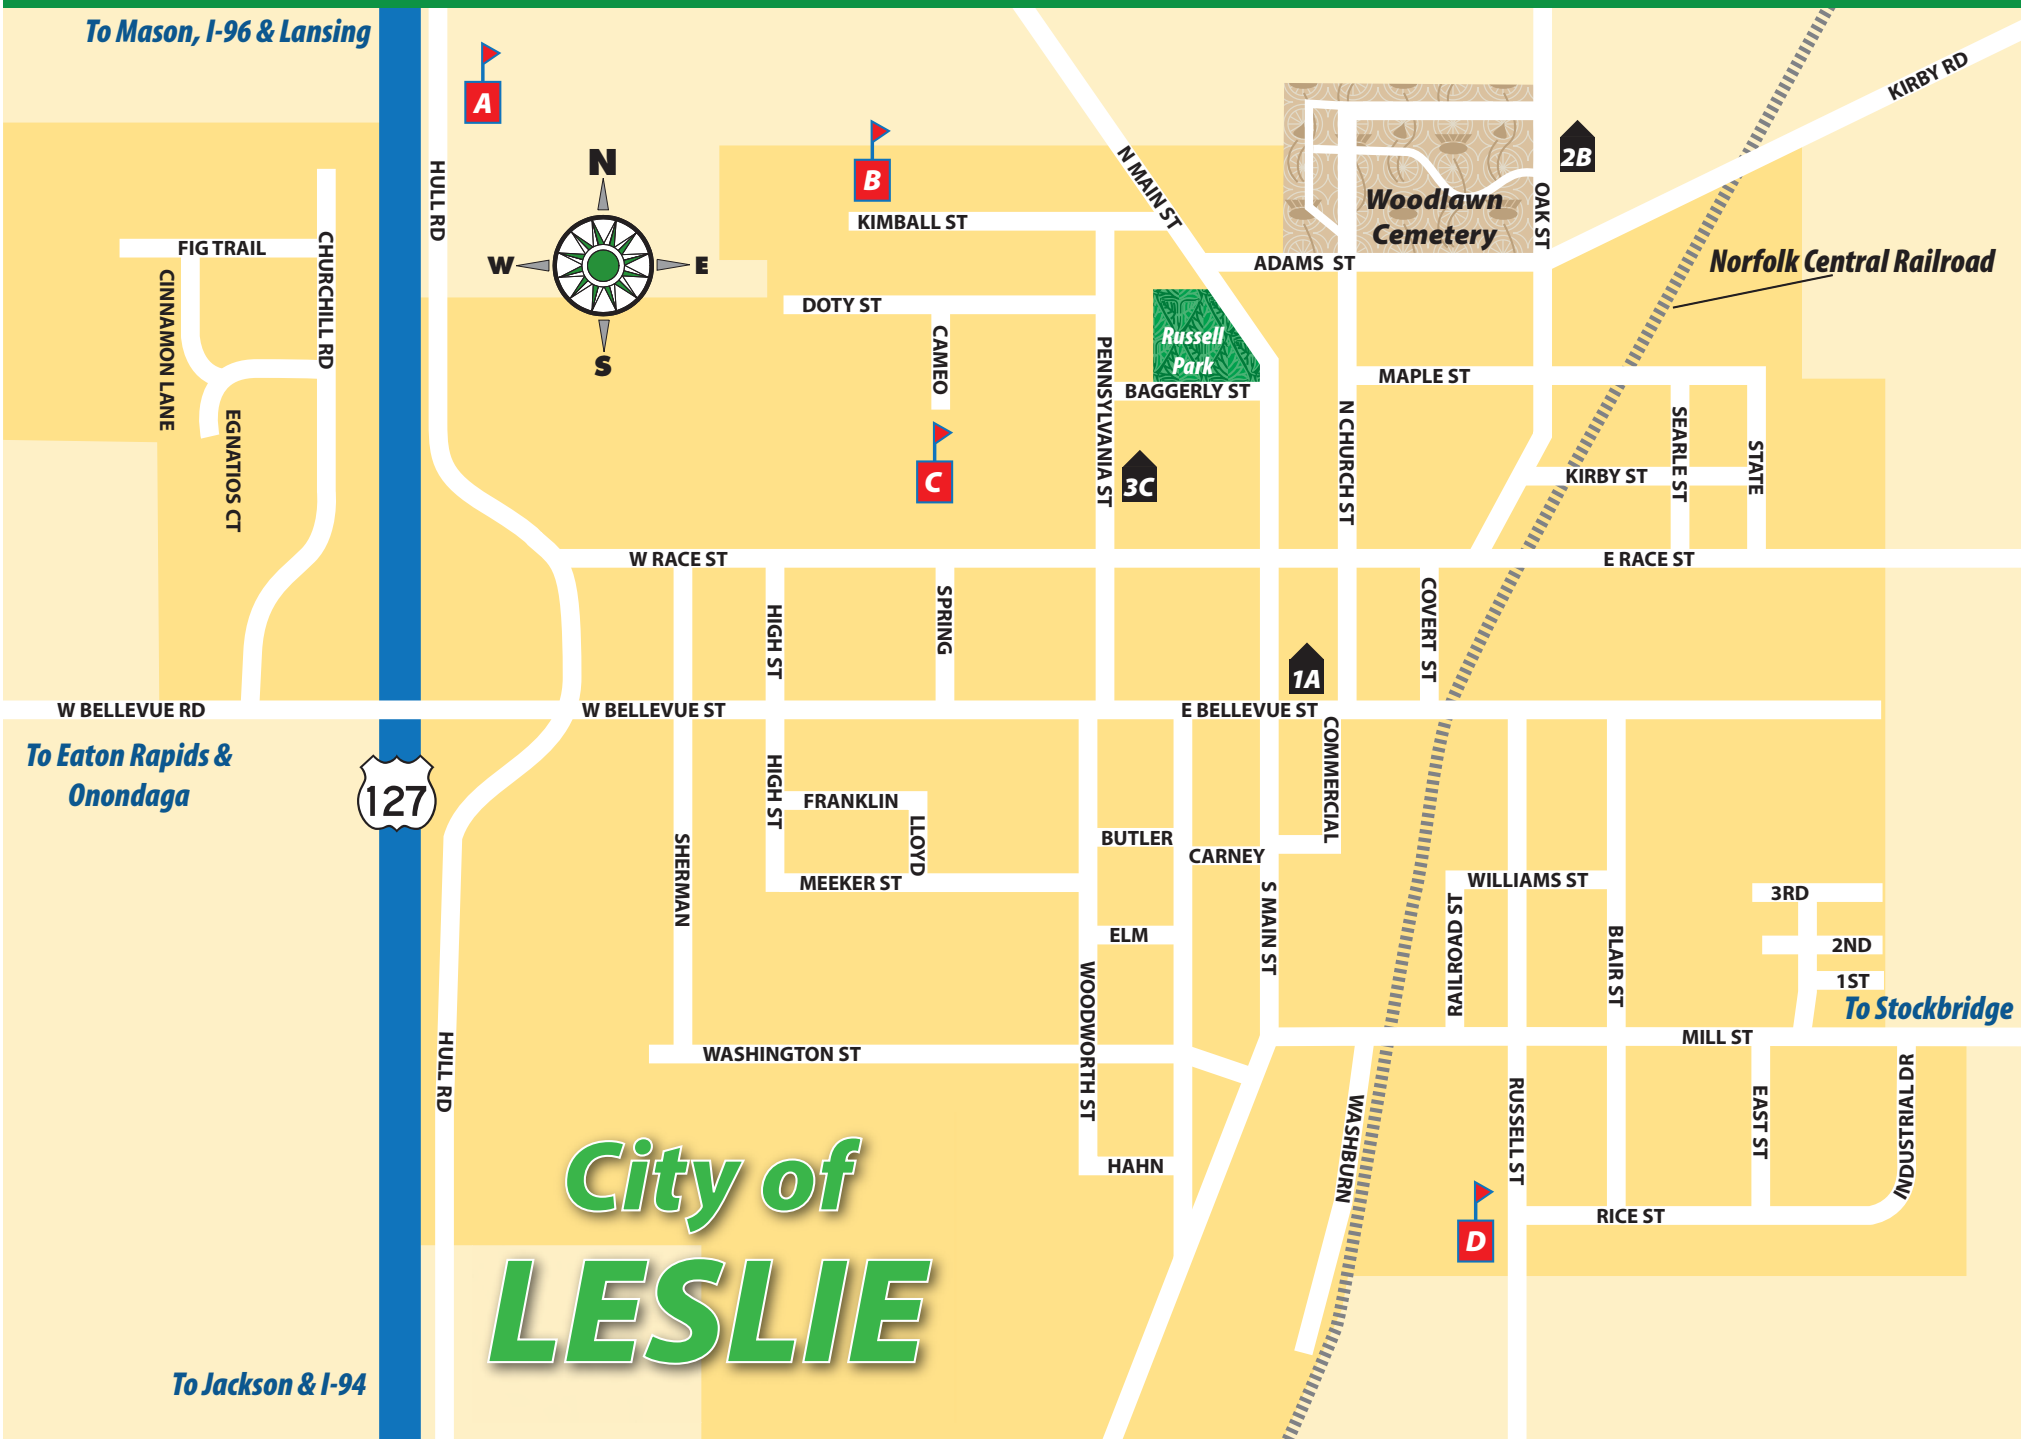 To Mason, I-96 & Lansing
A
HULL RD
N
W
E
S
B
KIMBALL ST
N MAIN ST
Woodlawn
Cemetery
OAK ST
2B
KIRBY RD
Norfolk Central Railroad
ADAMS ST
FIG TRAIL
CINNAMON LANE
CHURCHILL RD
EGNATIOS CT
DOTY ST
CAMEO
C
PENNSYLVANIA ST
Russell
Park
BAGGERLY ST
3C
N CHURCH ST
MAPLE ST
SEARLE ST
STATE
KIRBY ST
W RACE ST
E RACE ST
HIGH ST
SPRING
COVERT ST
1A
W BELLEVUE RD
W BELLEVUE ST
E BELLEVUE ST
To Eaton Rapids &
Onondaga
127
HIGH ST
FRANKLIN
LLOYD
SHERMAN
MEEKER ST
BUTLER
CARNEY
COMMERCIAL
S MAIN ST
ELM
WOODWORTH ST
WILLIAMS ST
RAILROAD ST
BLAIR ST
3RD
2ND
1ST
To Stockbridge
MILL ST
HULL RD
WASHINGTON ST
HAHN
WASHBURN
RUSSELL ST
EAST ST
INDUSTRIAL DR
RICE ST
D
City of
LESLIE
To Jackson & I-94